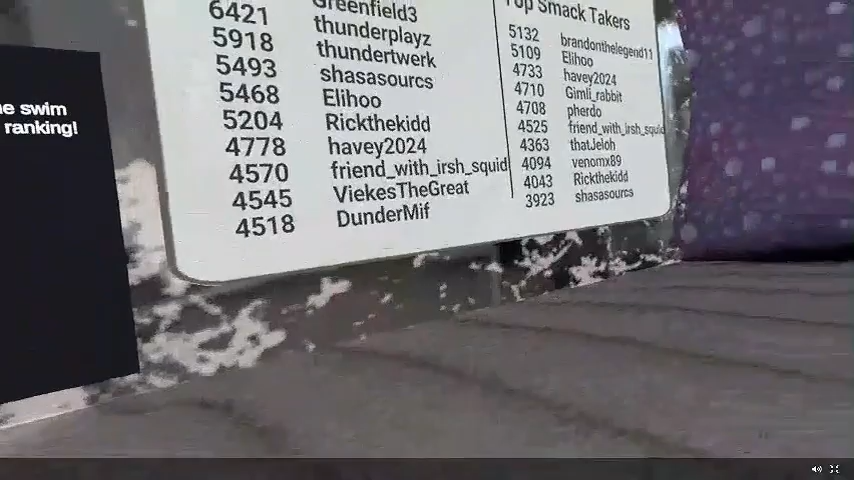 e swim
ranking!
6421 Greenfield3
5918 thunderplayz
5493 thundertwerk
5468 shasasourcs
5204 Elihoo
4778 Rickthekidd
4570 havey2024
4545 friend_with_irsh_squid
4518 ViekesTheGreat
DunderMif
Top Smack Takers
5132 brandonthelegend11
5109 Elihoo
4733 havey2024
4710 Gimli_rabbit
4708 pherdo
4525 friend_with_irsh_squid
4363 thatJeloh
4094 venomx89
4043 Rickthekidd
3923 shasasourcs